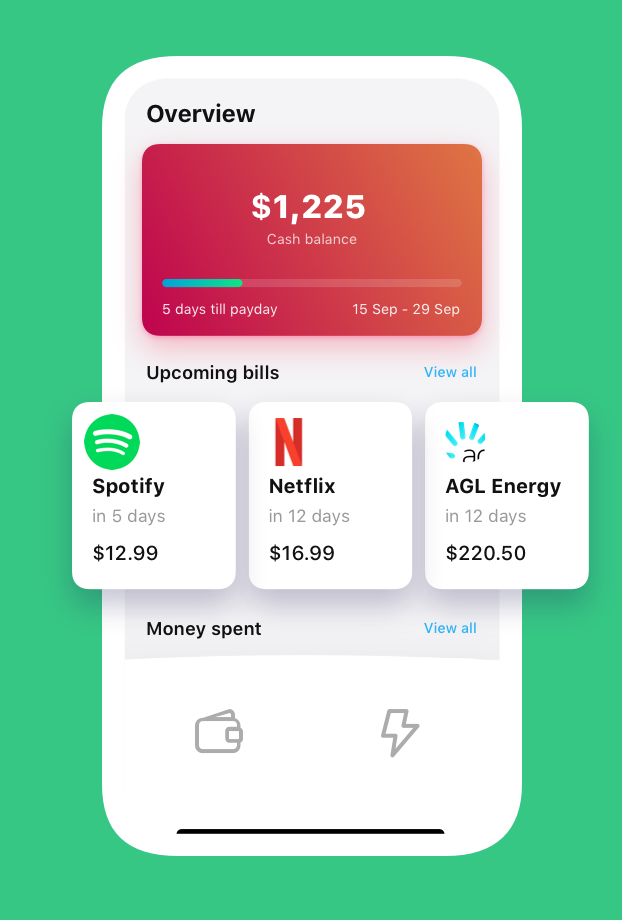 Overview
$1,225
Cash balance
5 days till payday 15 Sep - 29 Sep
Upcoming bills View all
Spotify Netflix AGL Energy
in 5 days in 12 days in 12 days
$12.99 $16.99 $220.50
Money spent View all